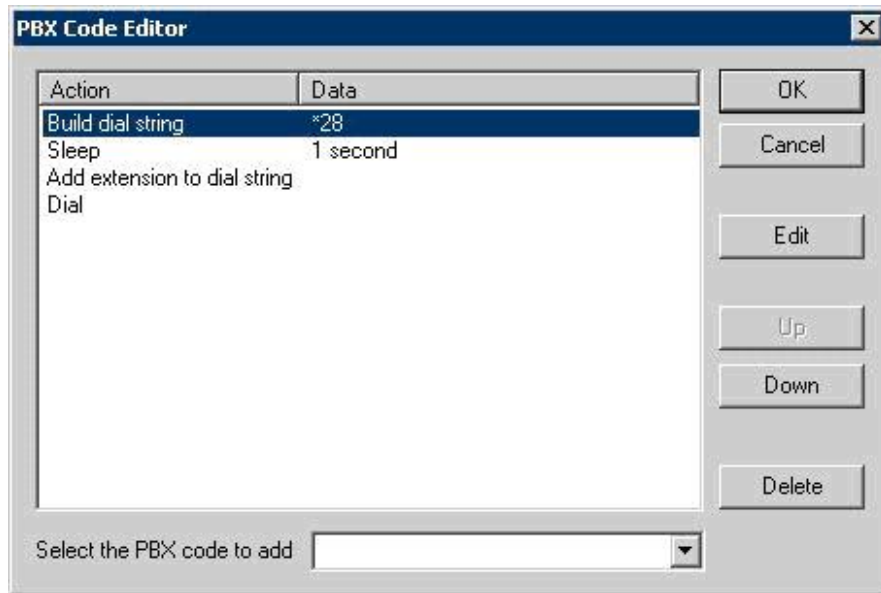 PBX Code Editor
Action Data
OK
Build dial string *28
Sleep 1 second
Cancel
Add extension to dial string
Dial
Edit
Up
Down
Delete
Select the PBX code to add